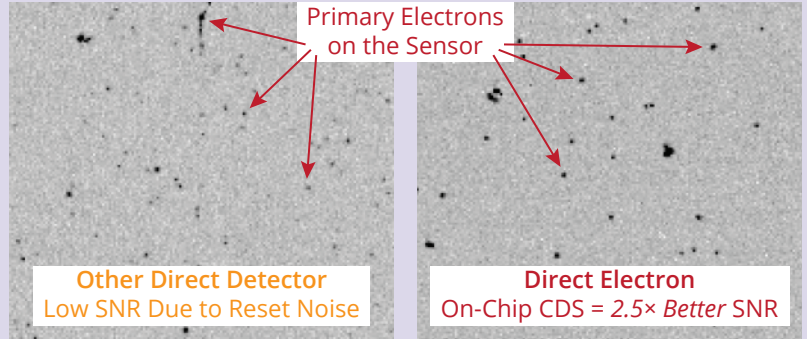 Primary Electrons
on the Sensor
Other Direct Detector
Low SNR Due to Reset Noise
Direct Electron
On-Chip CDS = 2.5× Better SNR